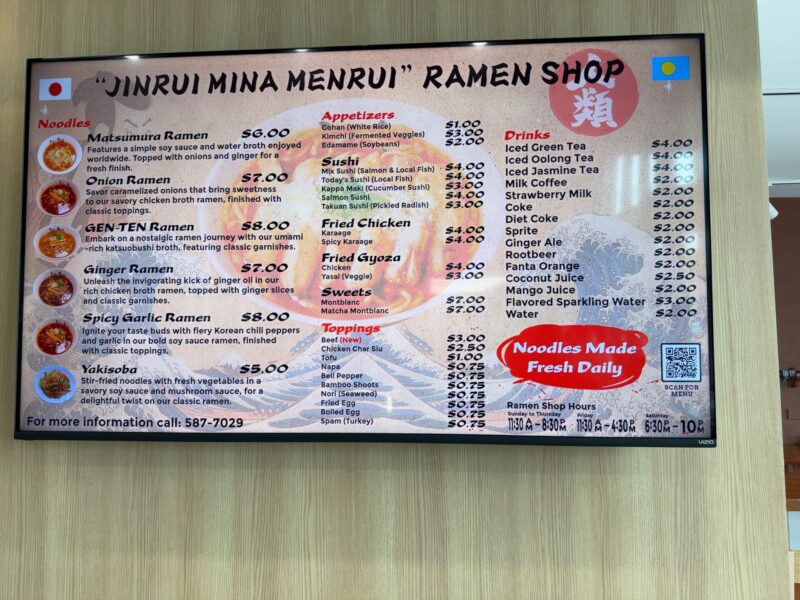 "JINRUI MINA MENRUI" RAMEN SHOP
類
Noodles
Matsumura Ramen $6.00
Features a simple soy sauce and water broth enjoyed
worldwide. Topped with onions and ginger for a
fresh finish.
Onion Ramen $7.00
Savor caramelized onions that bring sweetness
to our savory chicken broth ramen, finished with
classic toppings.
GEN-TEN Ramen $8.00
Embark on a nostalgic ramen journey with our umami
-rich katsuobushi broth, featuring classic garnishes.
Ginger Ramen $7.00
Unleash the invigorating kick of ginger oil in our
rich chicken broth ramen, topped with ginger slices
and classic garnishes.
Spicy Garlic Ramen $8.00
Ignite your taste buds with fiery Korean chili peppers
and garlic in our bold soy sauce ramen, finished
with classic toppings.
Yakisoba $5.00
Stir-fried noodles with fresh vegetables in a
savory soy sauce and mushroom sauce, for a
delightful twist on our classic ramen.
For more information call: 587-7029
Appetizers
Gohan (White Rice) $1.00
Kimchi (Fermented Veggies) $3.00
Edamame (Soybeans) $2.00
Sushi
Mix Sushi (Salmon & Local Fish) $4.00
Today's Sushi (Local Fish) $4.00
Kappa Maki (Cucumber Sushi) $3.00
Salmon Sushi $4.00
Takuan Sushi (Pickled Radish) $3.00
Fried Chicken
Karaage $4.00
Spicy Karaage $4.00
Fried Gyoza
Chicken $4.00
Yasai (Veggie) $3.00
Sweets
Montblanc $7.00
Matcha Montblanc $7.00
Toppings
Beef (New) $3.00
Chicken Char Siu $2.50
Tofu $1.00
Napa $0.75
Bell Pepper $0.75
Bamboo Shoots $0.75
Nori (Seaweed) $0.75
Fried Egg $0.75
Boiled Egg $0.75
Spam (Turkey) $0.75
Drinks
Iced Green Tea $4.00
Iced Oolong Tea $4.00
Iced Jasmine Tea $4.00
Milk Coffee $2.00
Strawberry Milk $2.00
Coke $2.00
Diet Coke $2.00
Sprite $2.00
Ginger Ale $2.00
Rootbeer $2.00
Fanta Orange $2.00
Coconut Juice $2.50
Mango Juice $2.00
Flavored Sparkling Water $3.00
Water $2.00
Noodles Made
Fresh Daily
SCAN FOR
MENU
Ramen Shop Hours
Sunday to Thursday Friday Saturday
11:30 AM - 8:30 PM 11:30 AM - 4:30 PM 6:30 PM - 10 PM
VIZIO